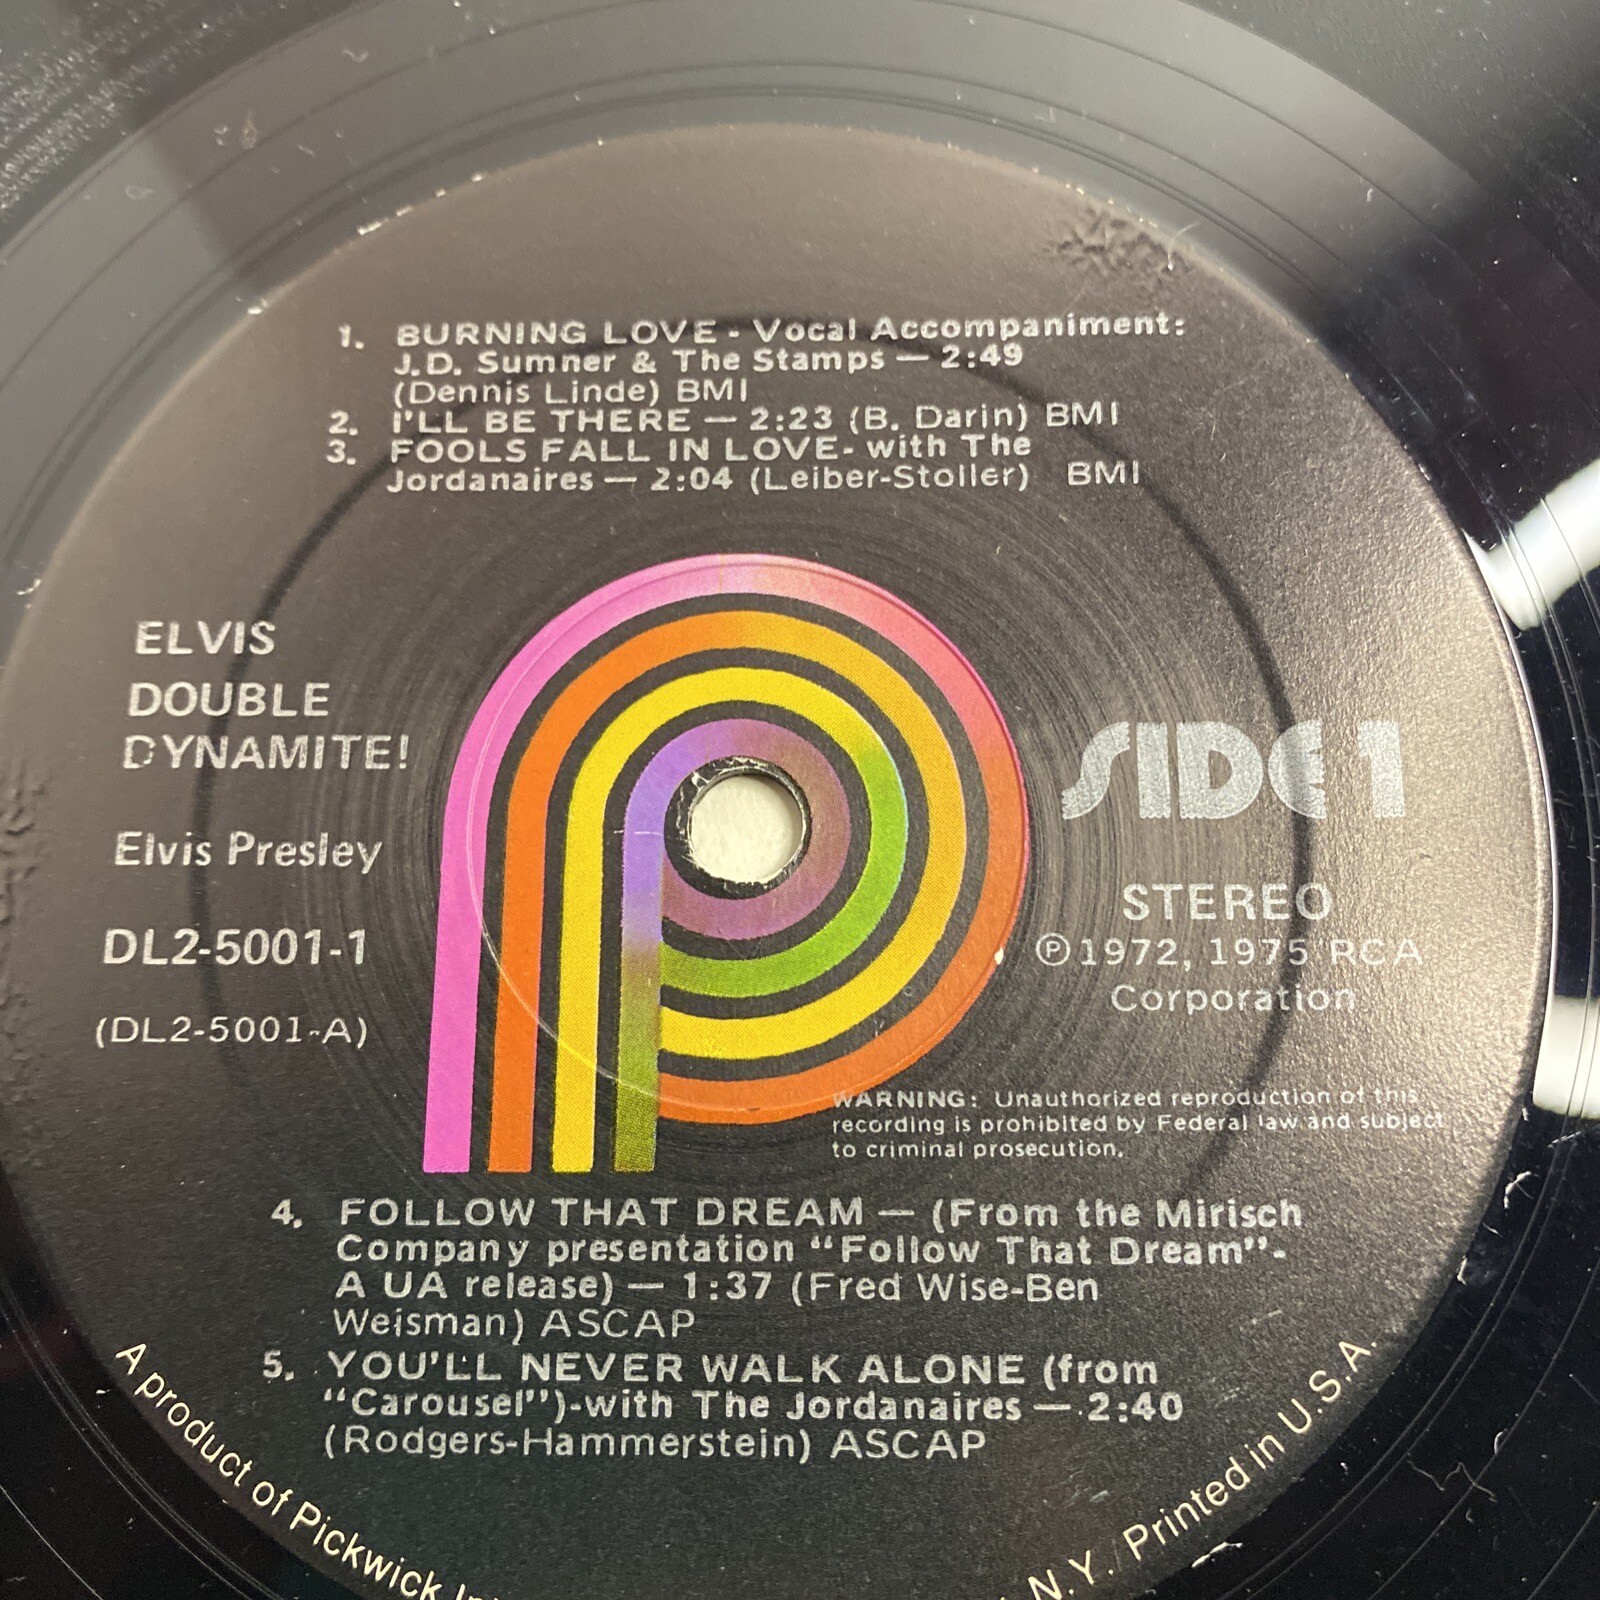 1. BURNING LOVE - Vocal Accompaniment:
J.D. Sumner & The Stamps — 2:49
(Dennis Linde) BMI
2. I'LL BE THERE — 2:23 (B. Darin) BMI
3. FOOLS FALL IN LOVE- with The
Jordanaires — 2:04 (Leiber-Stoller) BMI
ELVIS
DOUBLE
DYNAMITE!
Elvis Presley
DL2-5001-1
(DL2-5001-A)
SIDE 1
STEREO
℗1972, 1975 RCA
Corporation
WARNING: Unauthorized reproduction of this
recording is prohibited by Federal law and subject
to criminal prosecution.
4. FOLLOW THAT DREAM — (From the Mirisch
Company presentation "Follow That Dream"-
A UA release) — 1:37 (Fred Wise-Ben
Weisman) ASCAP
5. YOU'LL NEVER WALK ALONE (from
"Carousel")-with The Jordanaires — 2:40
(Rodgers-Hammerstein) ASCAP
A product of Pickwick
N.Y. Printed in U.S.A.